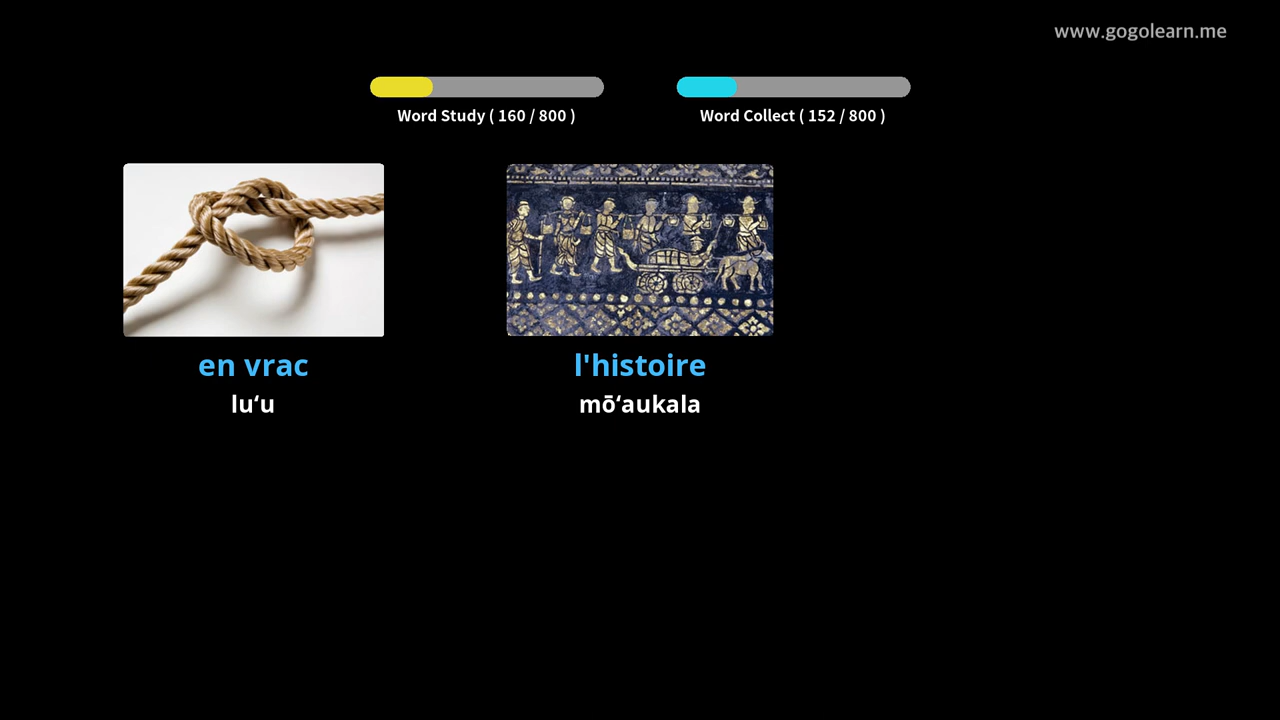 www.gogolearn.me
Word Study ( 160 / 800 )
Word Collect ( 152 / 800 )
en vrac
luʻu
l'histoire
mōʻaukala